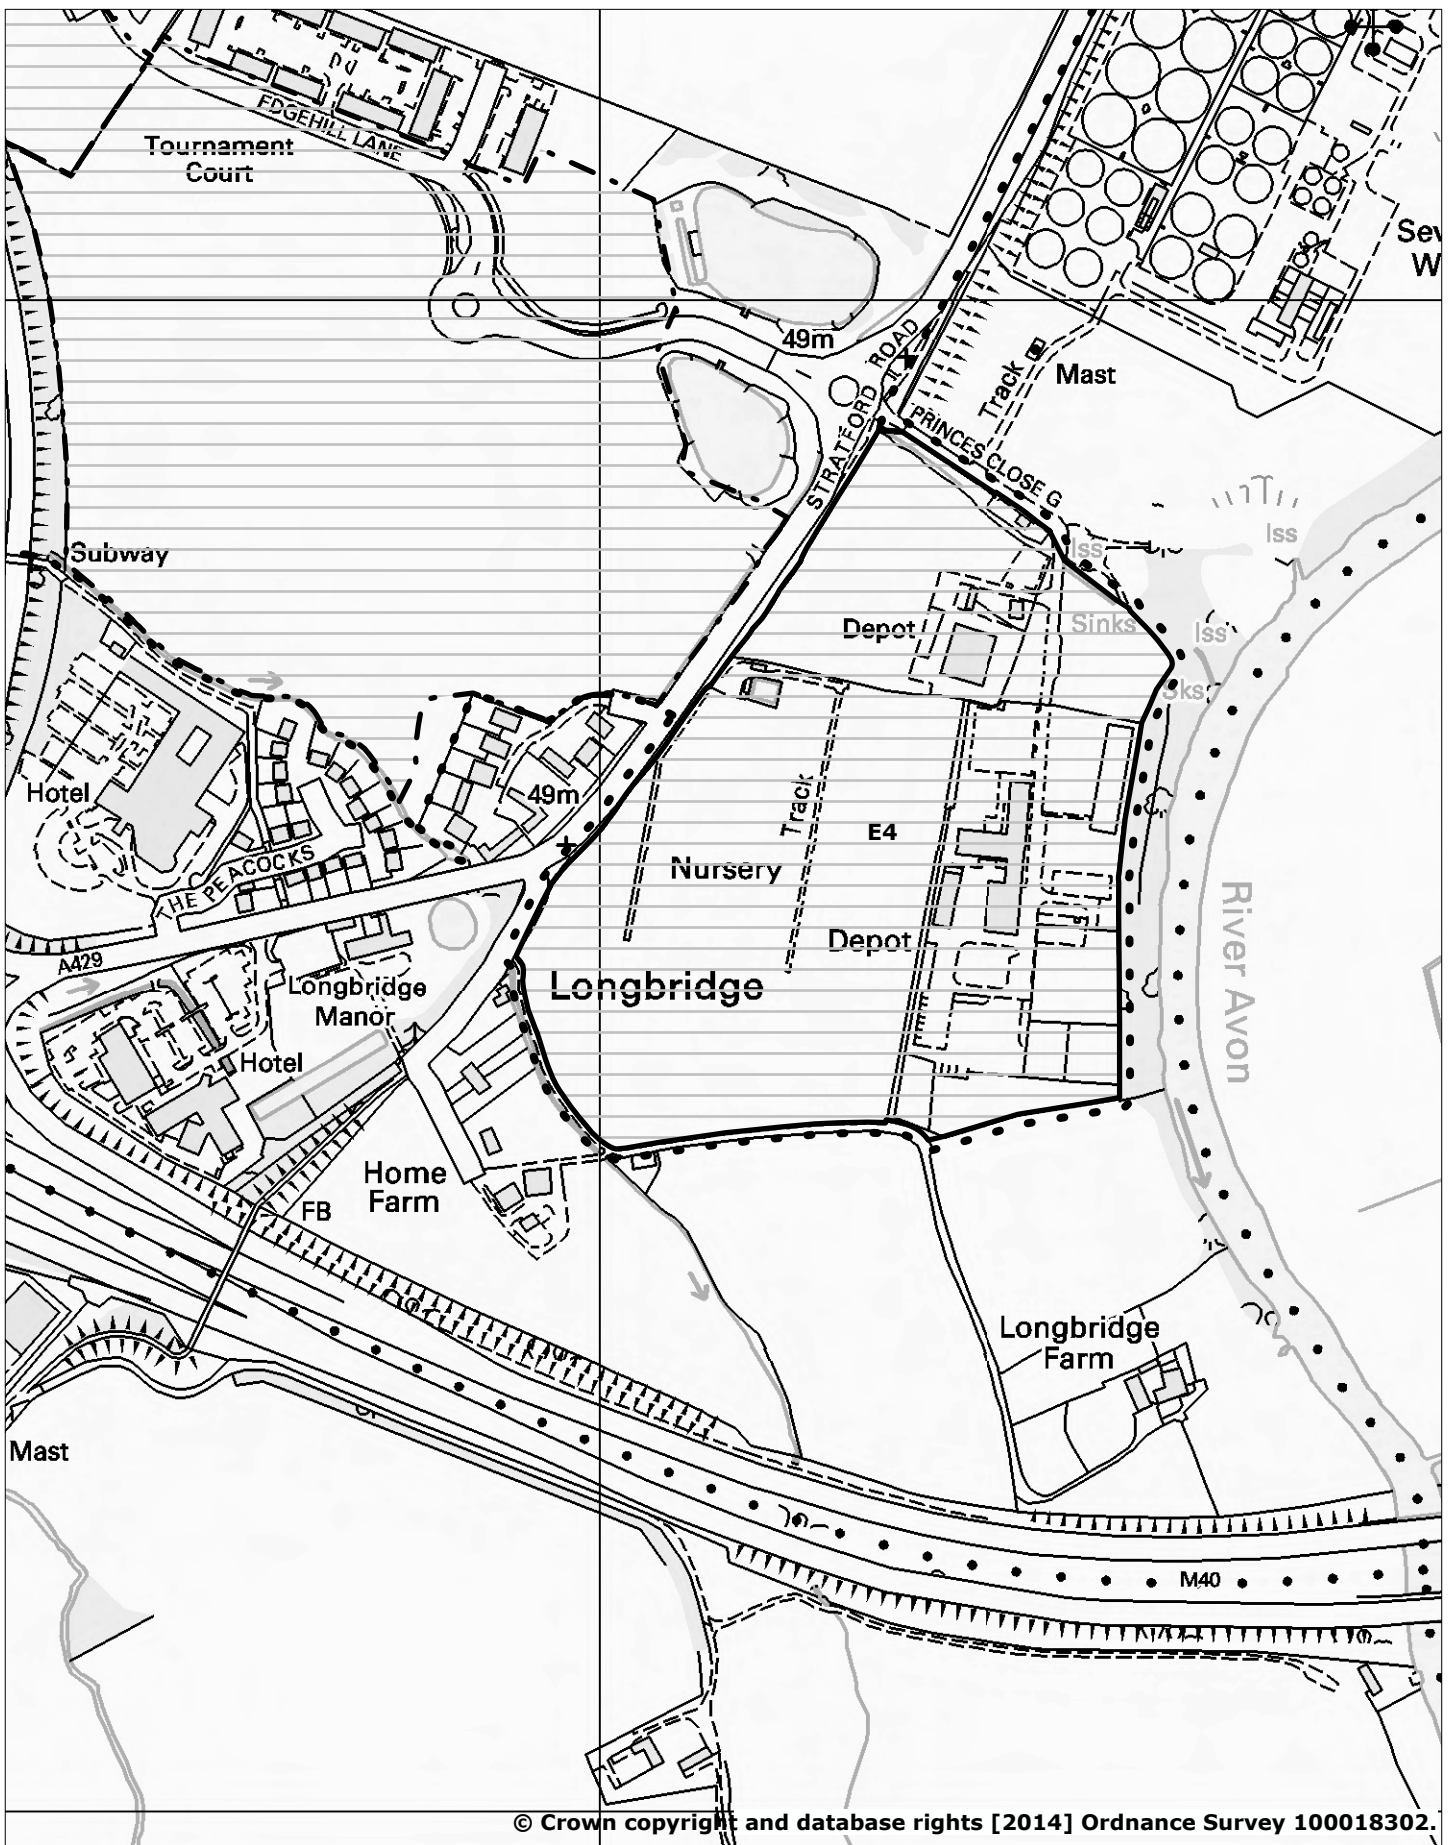 EDGEHILL LANE
Tournament
Court
Sev
W
49m
STRATFORD ROAD
Track
Mast
PRINCES CLOSE G
Iss
Iss
Subway
Depot
Sinks
Iss
Sks
Hotel
49m
Track
E4
THE PEACOCKS
Nursery
River Avon
Depot
A429
Longbridge
Longbridge
Manor
Hotel
Home
Farm
FB
Longbridge
Farm
Mast
M40
© Crown copyright and database rights [2014] Ordnance Survey 100018302.